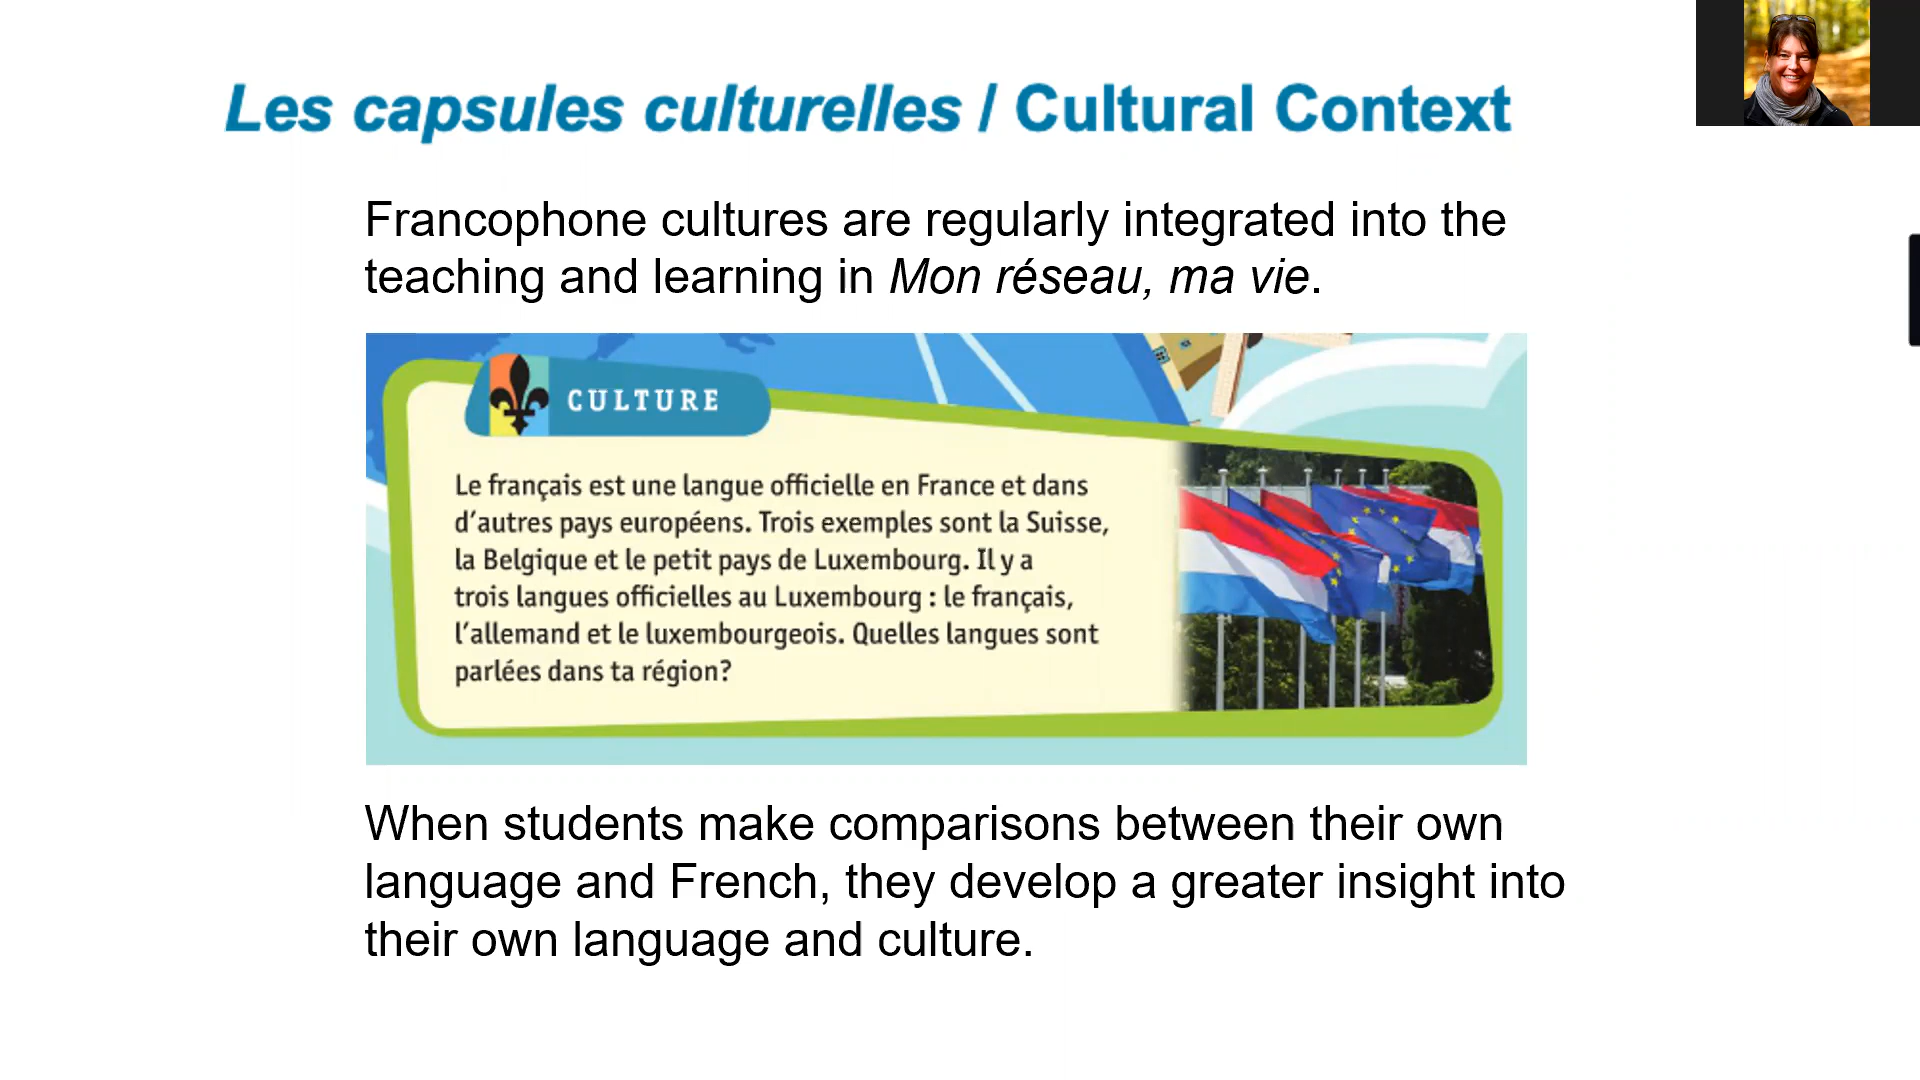 Les capsules culturelles / Cultural Context
Francophone cultures are regularly integrated into the
teaching and learning in Mon réseau, ma vie.
CULTURE
Le français est une langue officielle en France et dans
d'autres pays européens. Trois exemples sont la Suisse,
la Belgique et le petit pays de Luxembourg. Il y a
trois langues officielles au Luxembourg : le français,
l'allemand et le luxembourgeois. Quelles langues sont
parlées dans ta région?
When students make comparisons between their own
language and French, they develop a greater insight into
their own language and culture.